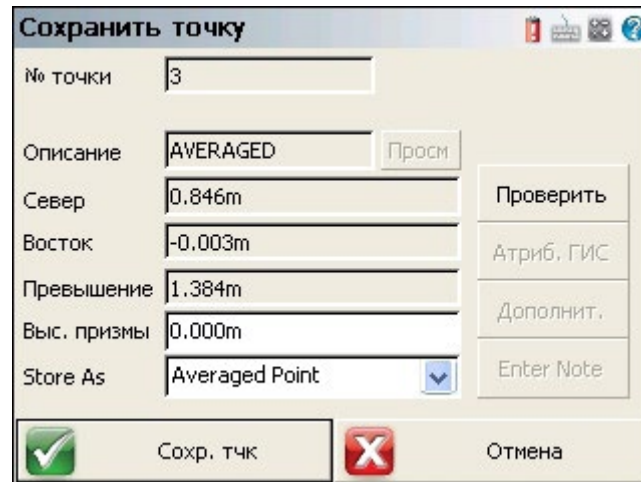 Сохранить точку
№ точки 3
Описание AVERAGED Просм
Север 0.846m Проверить
Восток -0.003m Атриб. ГИС
Превышение 1.384m
Дополнит.
Выс. призмы 0.000m
Store As Averaged Point Enter Note
Сохр. тчк Отмена